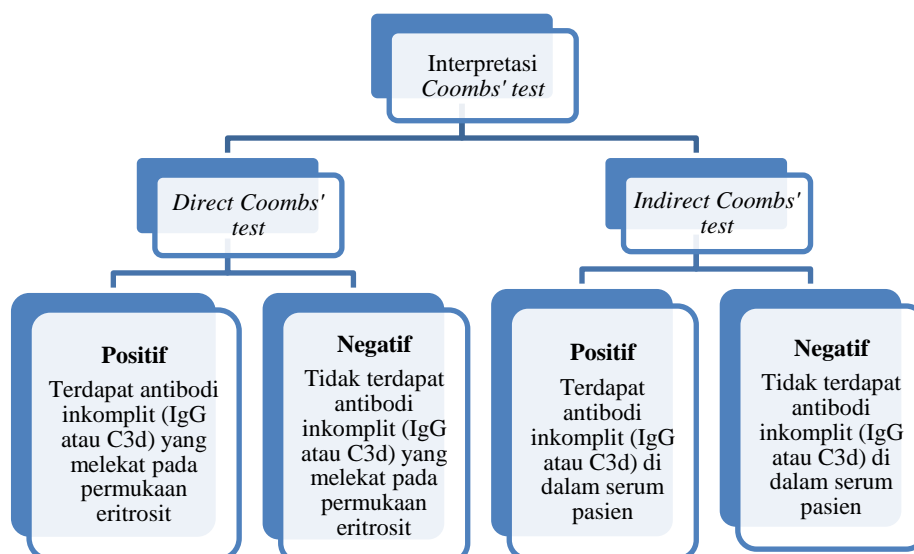 Interpretasi
Coombs' test
Direct Coombs'
test
Indirect Coombs'
test
Positif
Terdapat antibodi
inkomplit (IgG
atau C3d) yang
melekat pada
permukaan
eritrosit
Negatif
Tidak terdapat
antibodi
inkomplit (IgG
atau C3d) yang
melekat pada
permukaan
eritrosit
Positif
Terdapat
antibodi
inkomplit (IgG
atau C3d) di
dalam serum
pasien
Negatif
Tidak terdapat
antibodi
inkomplit (IgG
atau C3d) di
dalam serum
pasien